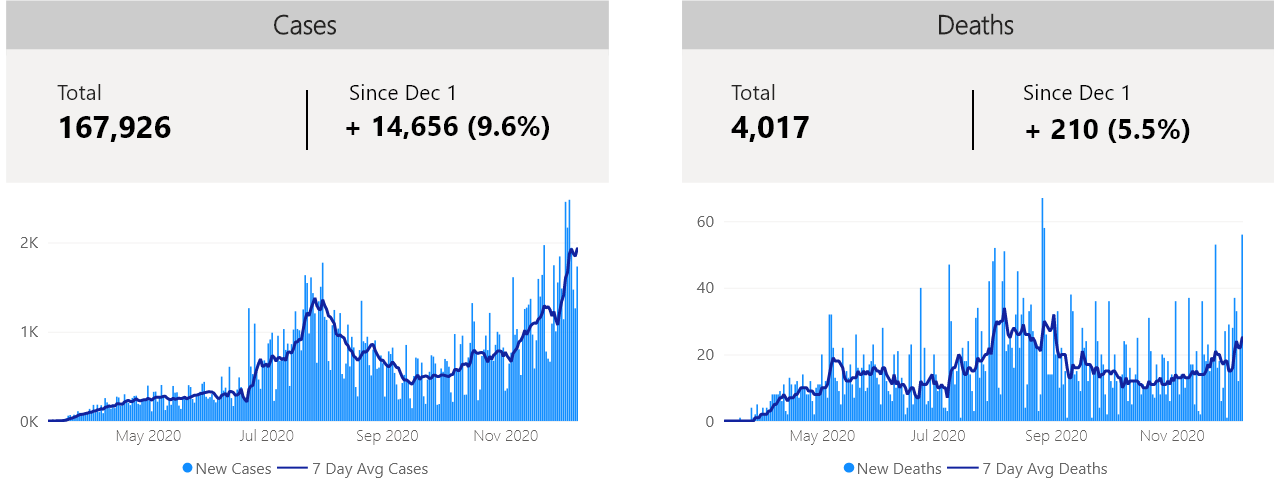 Cases
Total
167,926
Since Dec 1
+ 14,656 (9.6%)
2K
1K
0K
May 2020
Jul 2020
Sep 2020
Nov 2020
New Cases
7 Day Avg Cases
Deaths
Total
4,017
Since Dec 1
+ 210 (5.5%)
60
40
20
0
May 2020
Jul 2020
Sep 2020
Nov 2020
New Deaths
7 Day Avg Deaths